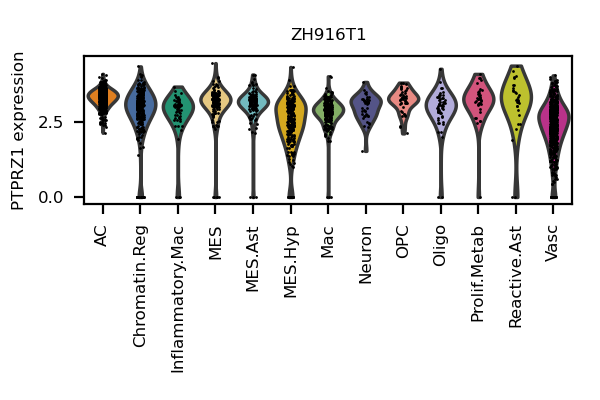 ZH916T1
PTPRZ1 expression
2.5
0.0
AC
Chromatin.Reg
Inflammatory.Mac
MES
MES.Ast
MES.Hyp
Mac
Neuron
OPC
Oligo
Prolif.Metab
Reactive.Ast
Vasc